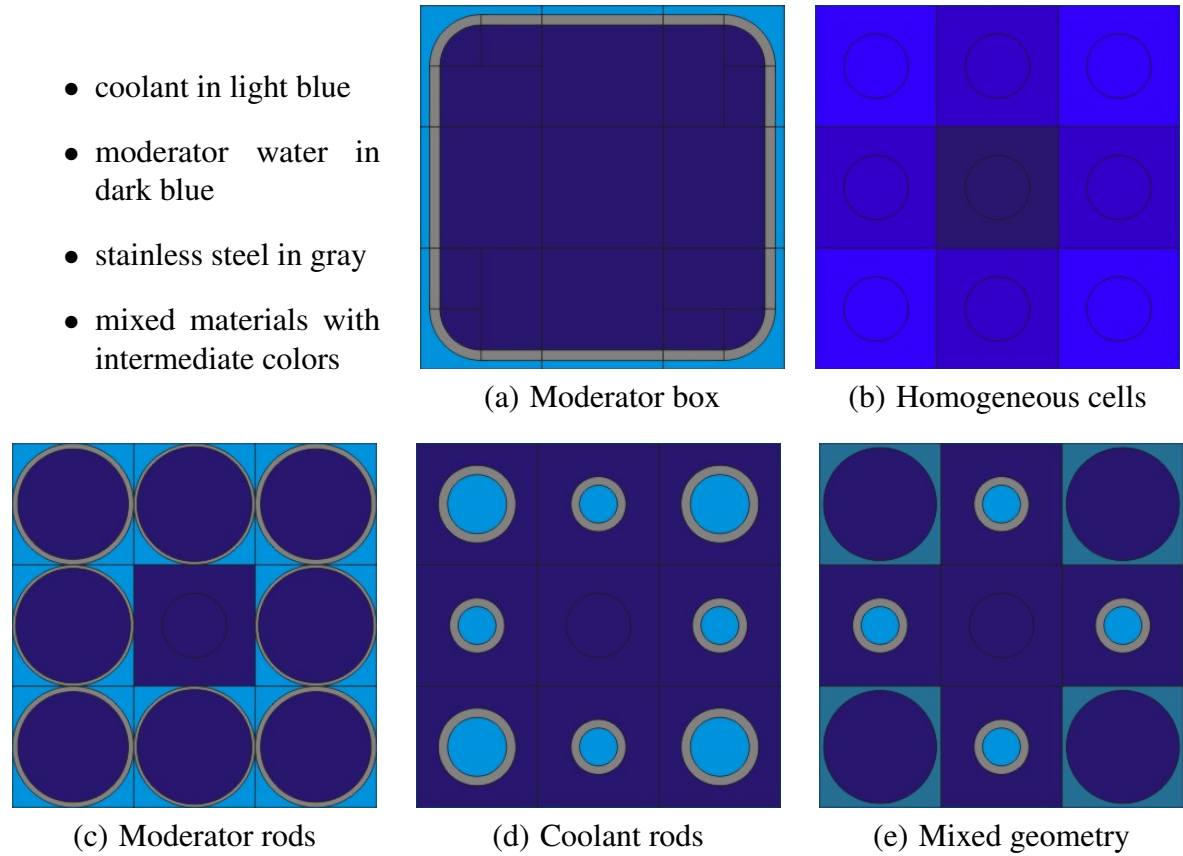 • coolant in light blue
• moderator water in
dark blue
• stainless steel in gray
• mixed materials with
intermediate colors
(a) Moderator box
(b) Homogeneous cells
(c) Moderator rods
(d) Coolant rods
(e) Mixed geometry